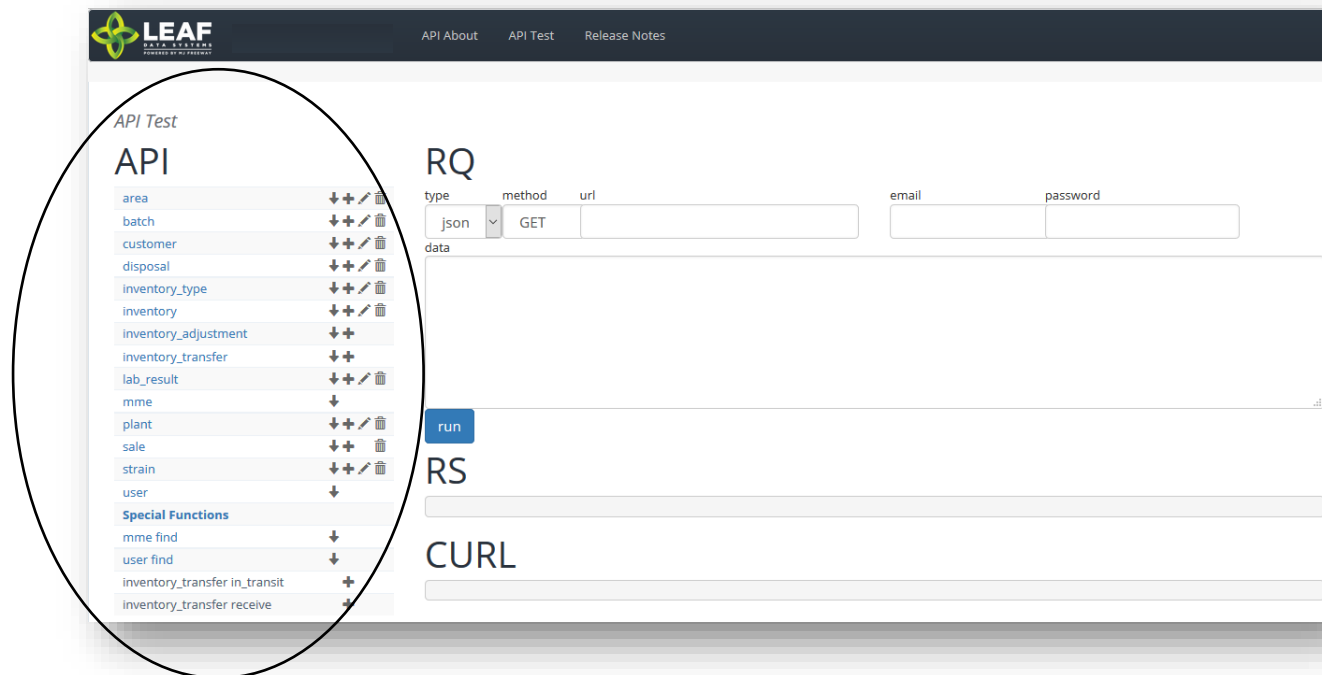 LEAF
DATA SYSTEMS
POWERED BY MJ FREEWAY
API About API Test Release Notes
API Test
API
area
batch
customer
disposal
inventory_type
inventory
inventory_adjustment
inventory_transfer
lab_result
mme
plant
sale
strain
user
Special Functions
mme find
user find
inventory_transfer in_transit
inventory_transfer receive
RQ
type method url email password
json GET
data
run
RS
CURL